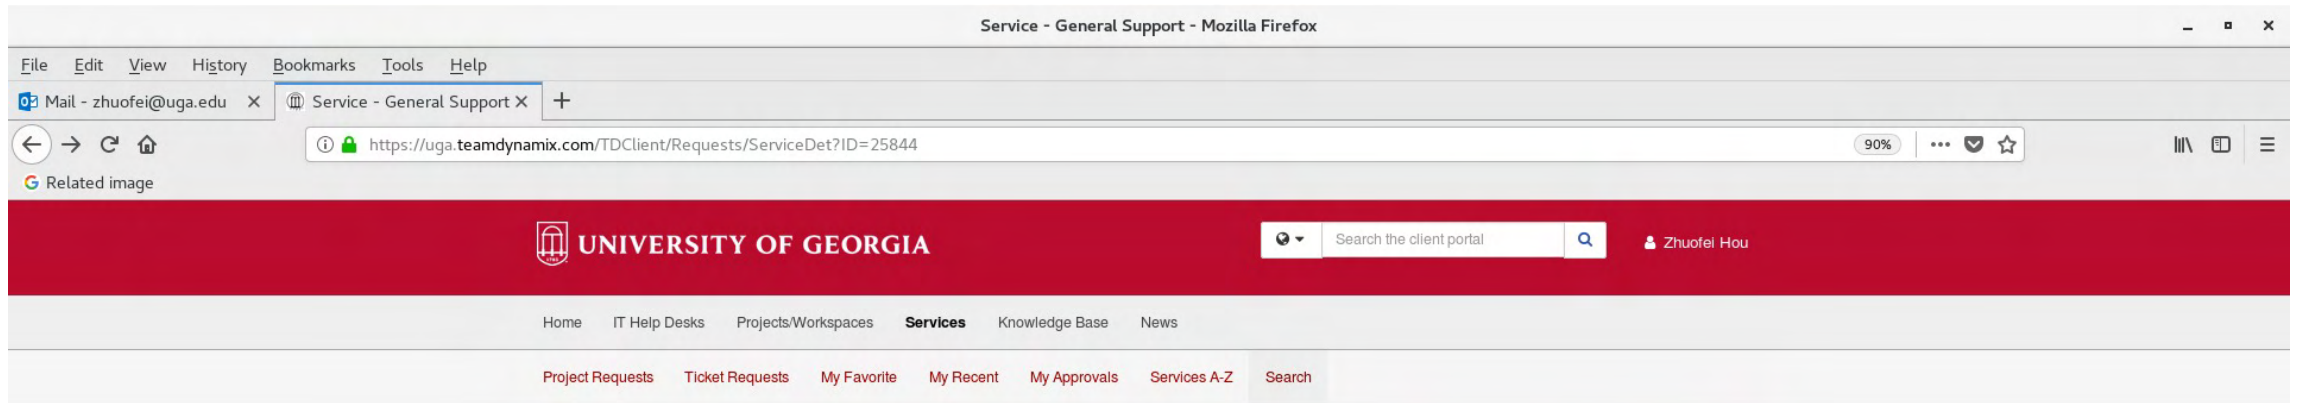 Service - General Support - Mozilla Firefox
File Edit View History Bookmarks Tools Help
Mail - zhuofei@uga.edu Service - General Support
https://uga.teamdynamix.com/TDClient/Requests/ServiceDet?ID=25844 90%
Related image
UNIVERSITY OF GEORGIA Search the client portal Zhuofei Hou
Home IT Help Desks Projects/Workspaces Services Knowledge Base News
Project Requests Ticket Requests My Favorite My Recent My Approvals Services A-Z Search